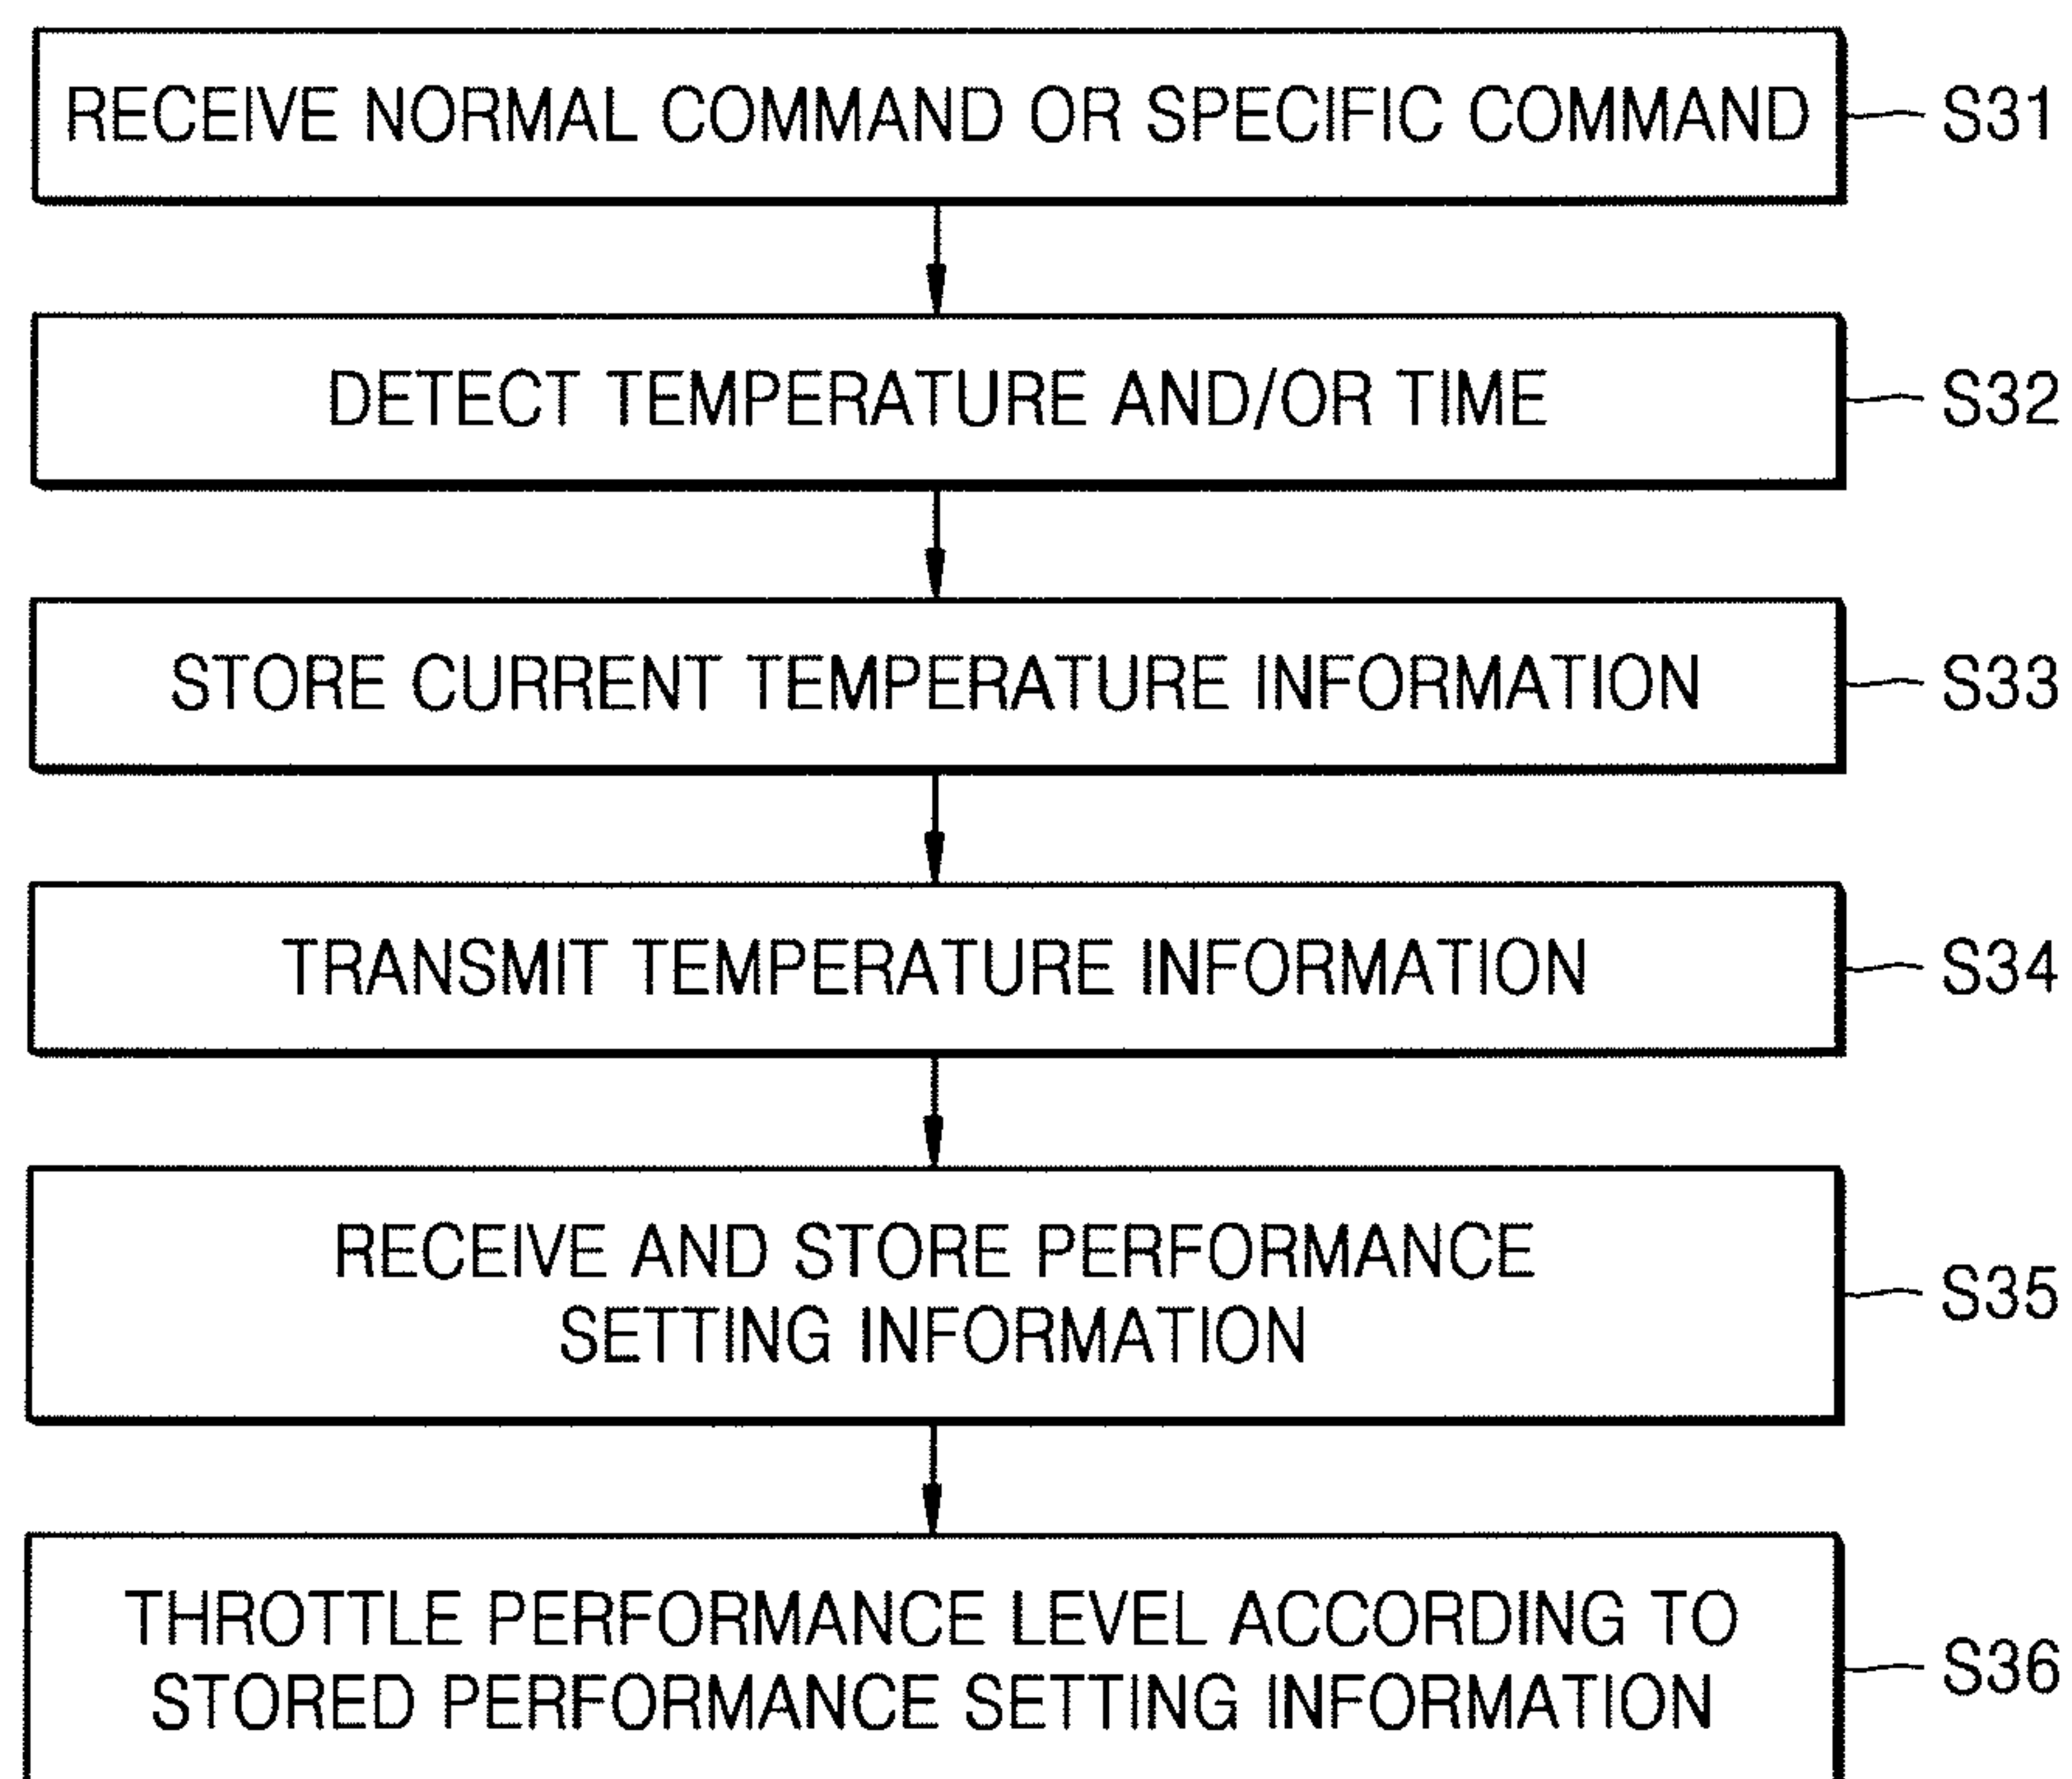 RECEIVE NORMAL COMMAND OR SPECIFIC COMMAND S31
DETECT TEMPERATURE AND/OR TIME S32
STORE CURRENT TEMPERATURE INFORMATION S33
TRANSMIT TEMPERATURE INFORMATION S34
RECEIVE AND STORE PERFORMANCE
SETTING INFORMATION S35
THROTTLE PERFORMANCE LEVEL ACCORDING TO
STORED PERFORMANCE SETTING INFORMATION S36